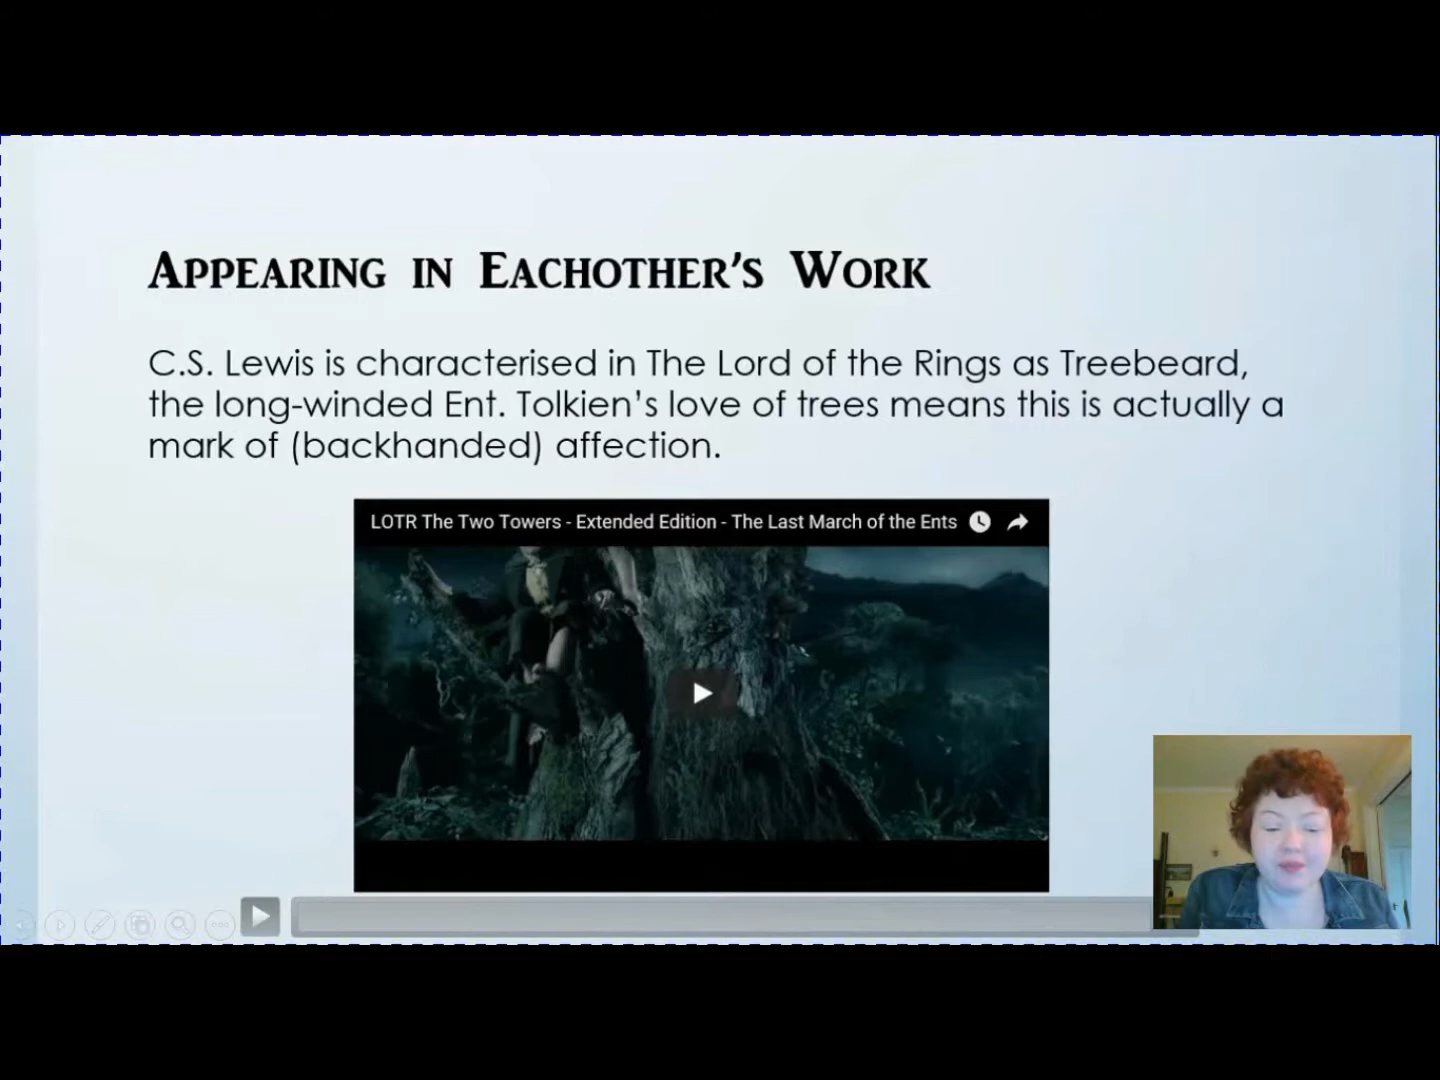 Appearing in Eachother's Work
C.S. Lewis is characterised in The Lord of the Rings as Treebeard,
the long-winded Ent. Tolkien's love of trees means this is actually a
mark of (backhanded) affection.
LOTR The Two Towers - Extended Edition - The Last March of the Ents